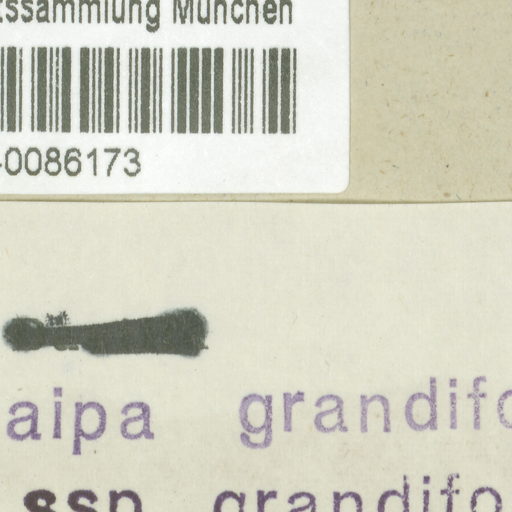 tssammlung München
-0086173
aipa grandifo
ssp grandifo